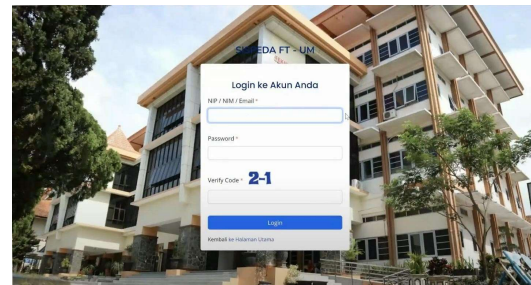 FT - UM
Login ke Akun Anda
NIP / NIM / Email *
Password *
Verify Code * 2-1
Login
Kembali ke Halaman Utama